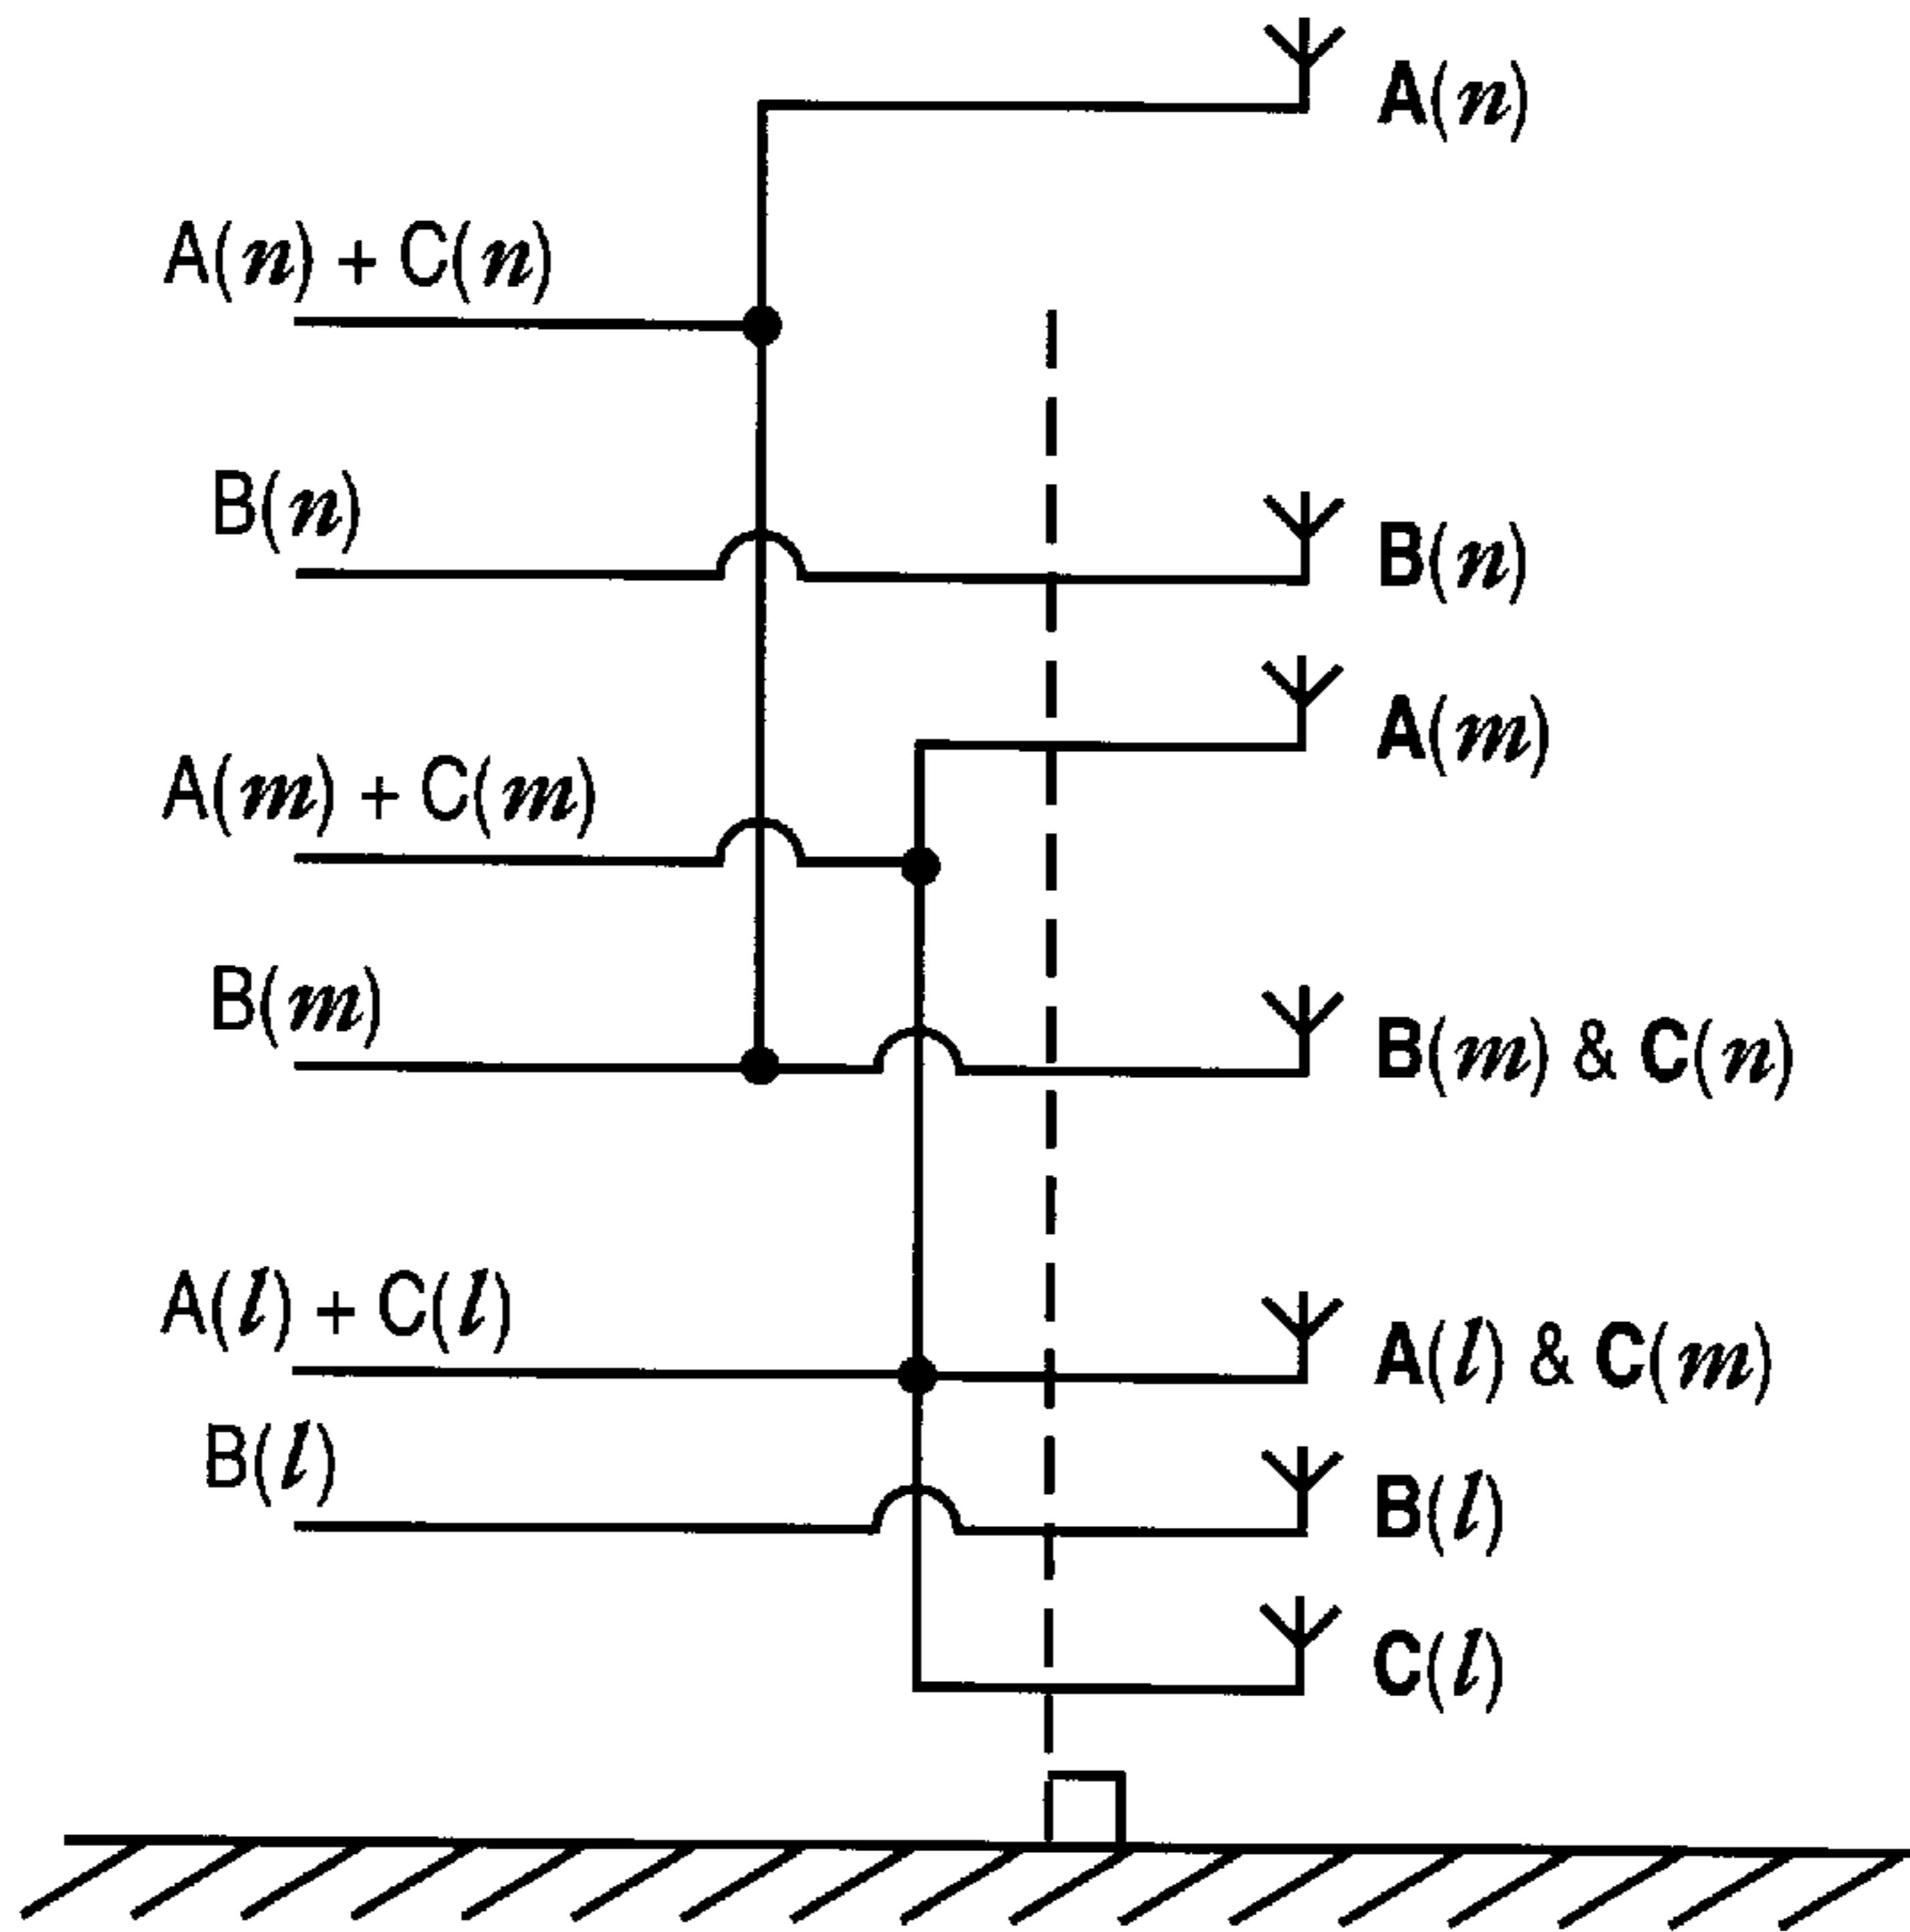 A(n)
A(n) + C(n)
B(n)
B(n)
A(m)
A(m) + C(m)
B(m)
B(m) & C(n)
A(l) + C(l)
A(l) & C(m)
B(l)
B(l)
C(l)